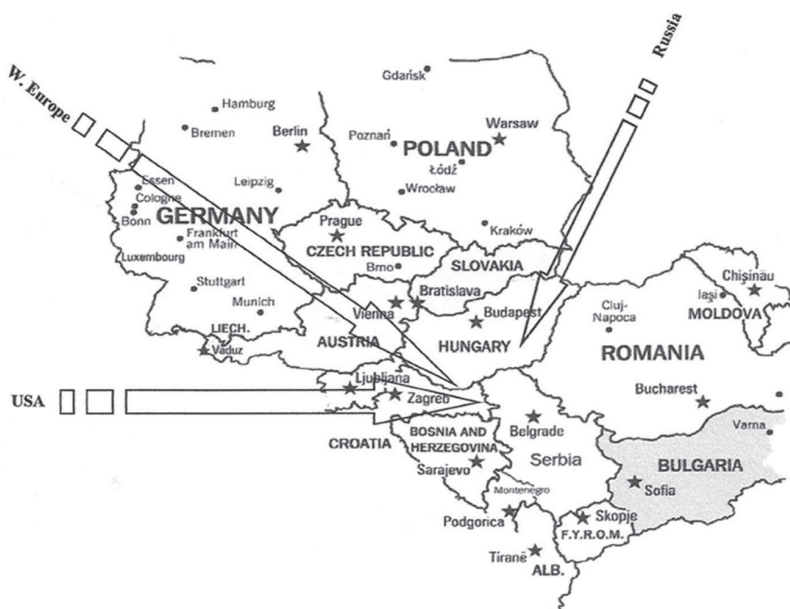 Russia
W. Europe
Gdańsk
Hamburg
Bremen
Berlin
Poznań
Warsaw
POLAND
Łódź
Essen
Cologne
Bonn
Leipzig
Wrocław
GERMANY
Frankfurt
am Main
Luxembourg
Prague
CZECH REPUBLIC
Brno
Kraków
SLOVAKIA
Stuttgart
Munich
Vienna
Bratislava
Budapest
Cluj-
Napoca
Iaşi
Chişinău
MOLDOVA
LIECH.
Vaduz
AUSTRIA
HUNGARY
ROMANIA
USA
Ljubljana
Zagreb
Bucharest
CROATIA
BOSNIA AND
HERZEGOVINA
Sarajevo
Belgrade
Serbia
Varna
BULGARIA
Sofia
Montenegro
Podgorica
Skopje
F.Y.R.O.M.
Tiranë
ALB.